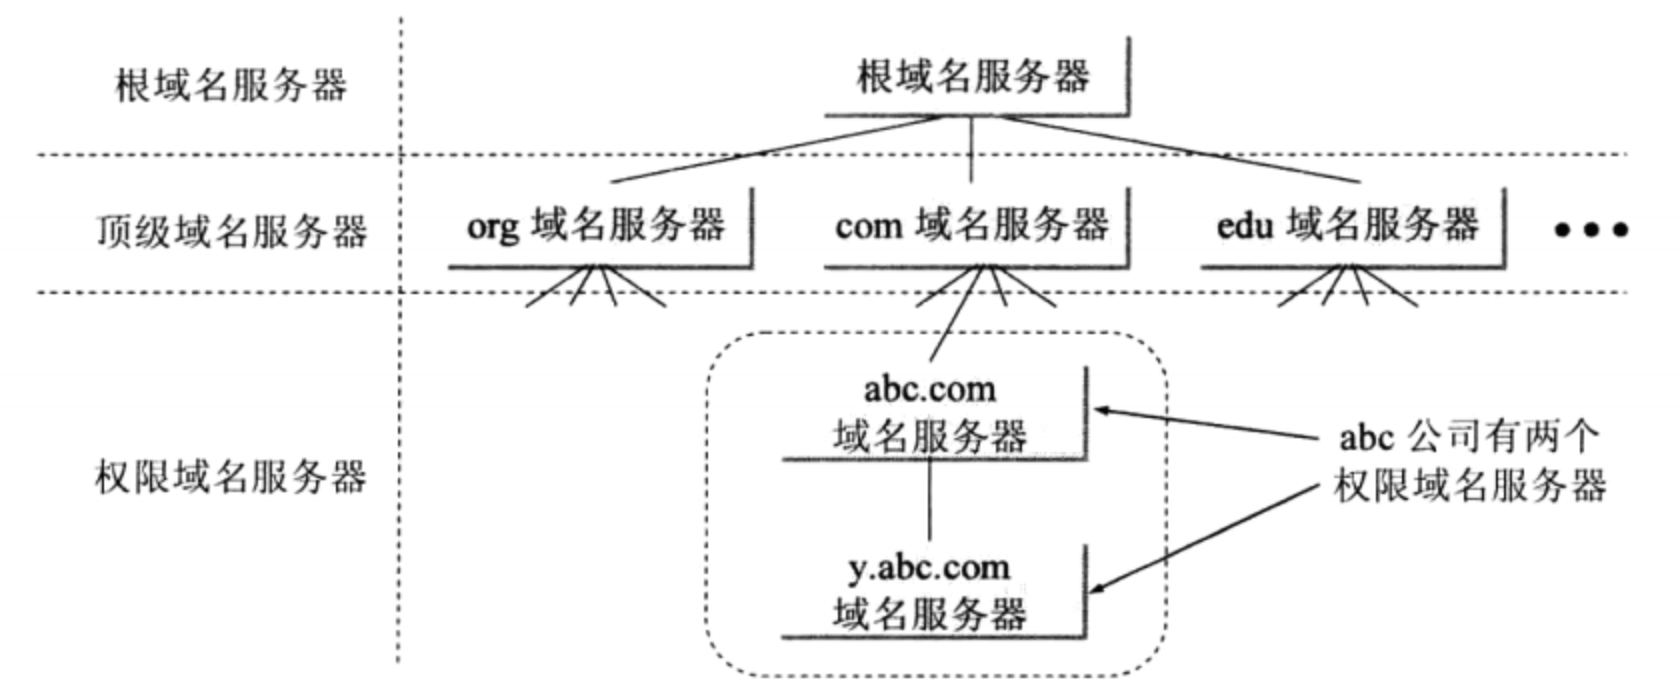 根域名服务器
根域名服务器
顶级域名服务器
org 域名服务器
com 域名服务器
edu 域名服务器
•••
abc.com
域名服务器
权限域名服务器
abc 公司有两个
权限域名服务器
y.abc.com
域名服务器